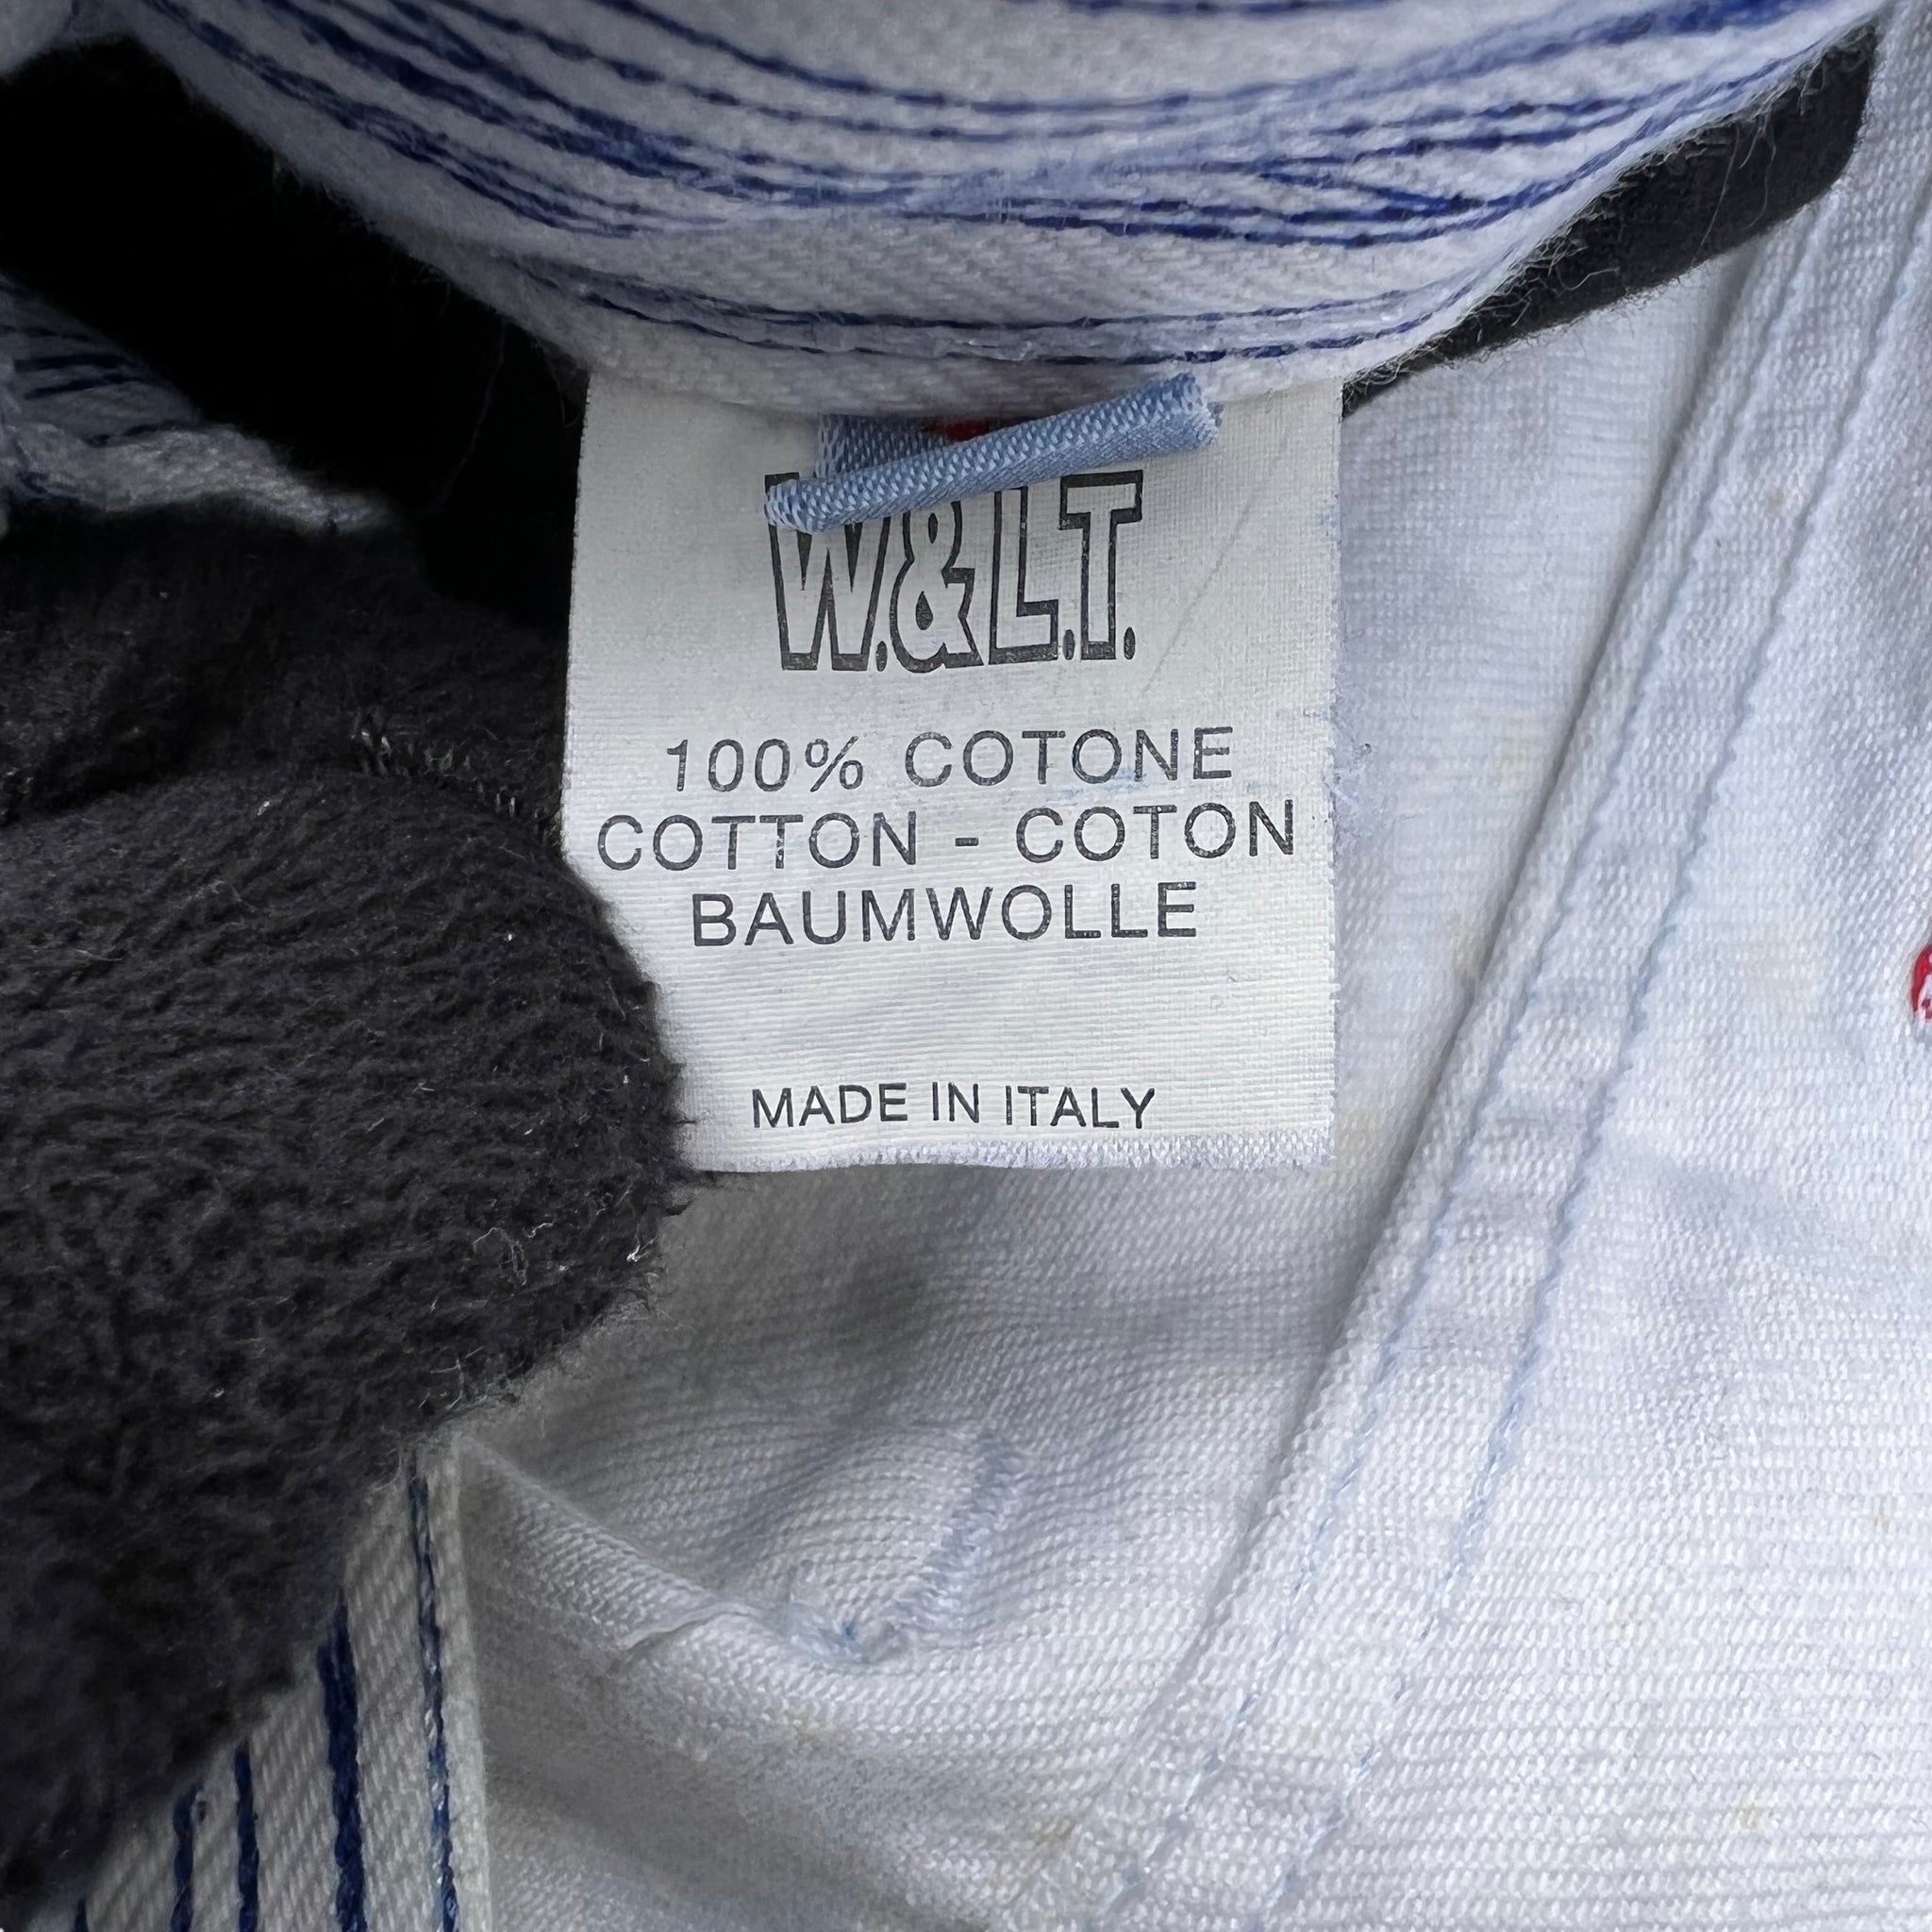 W.&L.T.
100% COTONE
COTTON - COTON
BAUMWOLLE
MADE IN ITALY